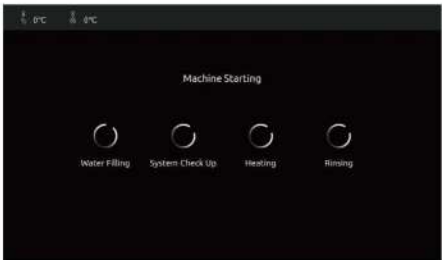 0°C 0°C
Machine Starting
Water Filling System Check Up Heating Rinsing